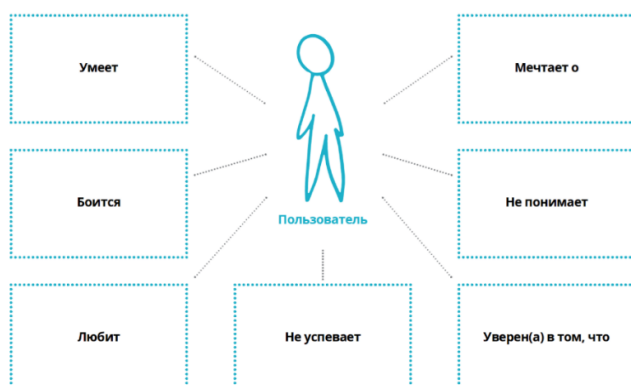 Умеет
Мечтает о
Боится
Не понимает
Пользователь
Любит
Не успевает
Уверен(а) в том, что